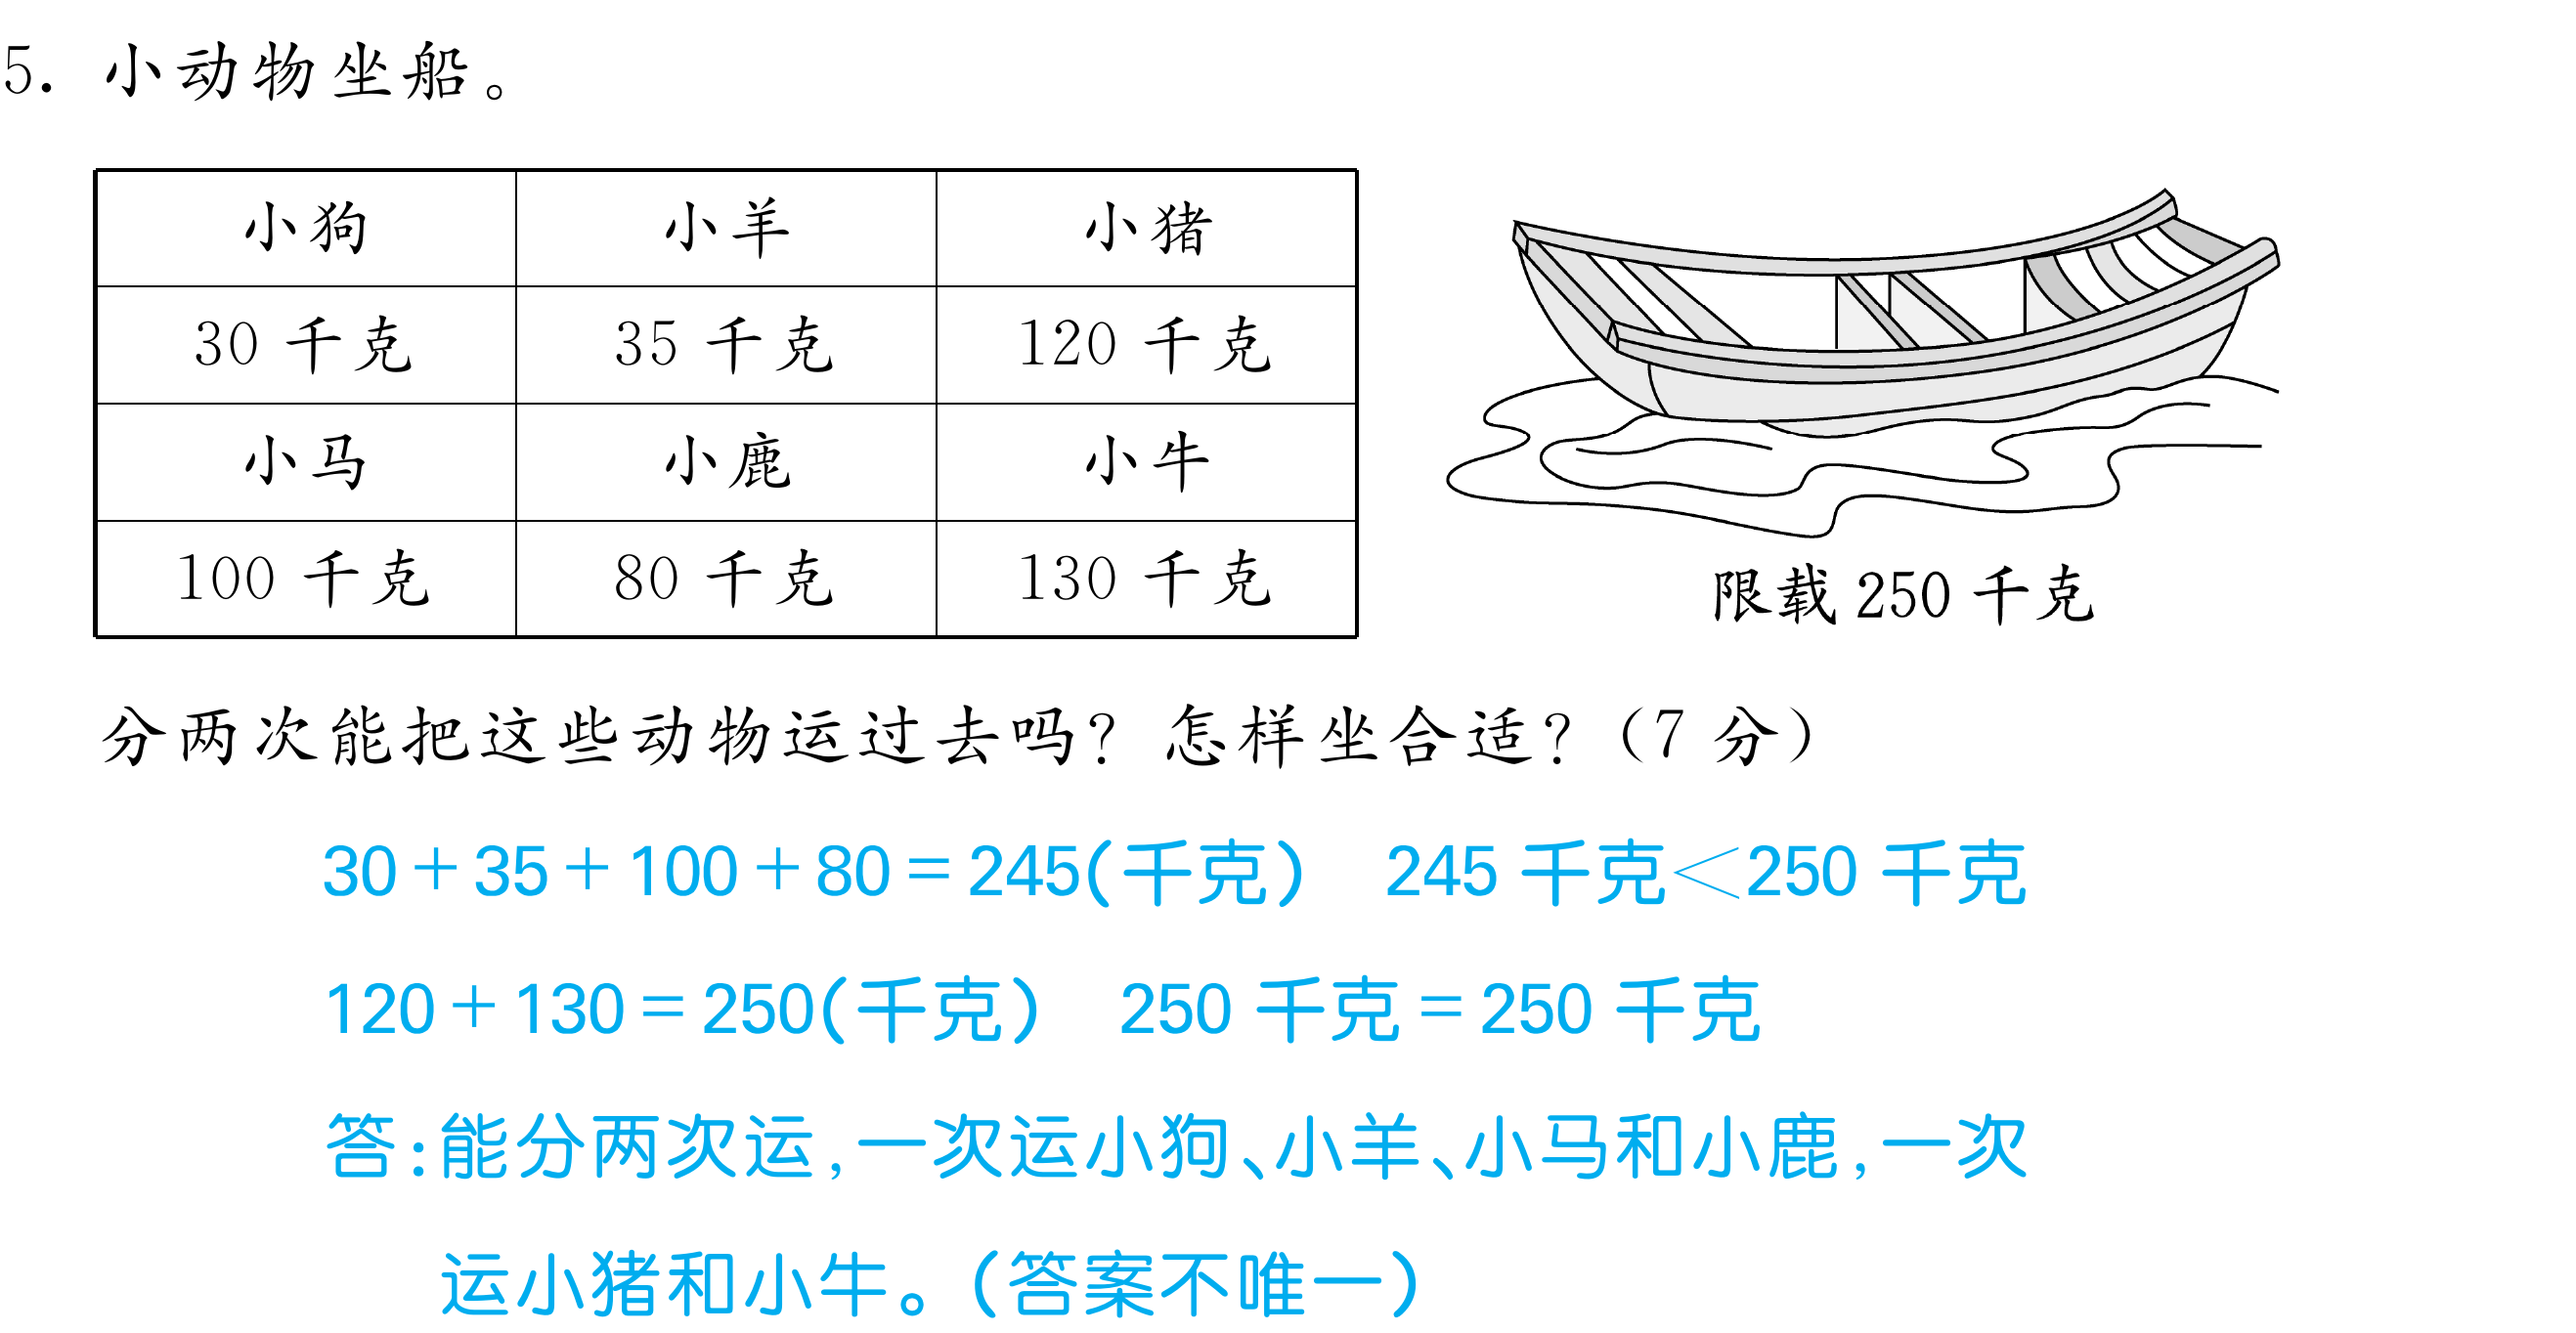 5. 小动物坐船。
小狗 小羊 小猪
30 千克 35 千克 120 千克
小马 小鹿 小牛
100 千克 80 千克 130 千克
限载 250 千克
分两次能把这些动物运过去吗？怎样坐合适？（7 分）
30＋35＋100＋80＝245(千克) 245 千克＜250 千克
120＋130＝250(千克) 250 千克＝250 千克
答:能分两次运,一次运小狗、小羊、小马和小鹿,一次
运小猪和小牛。(答案不唯一)